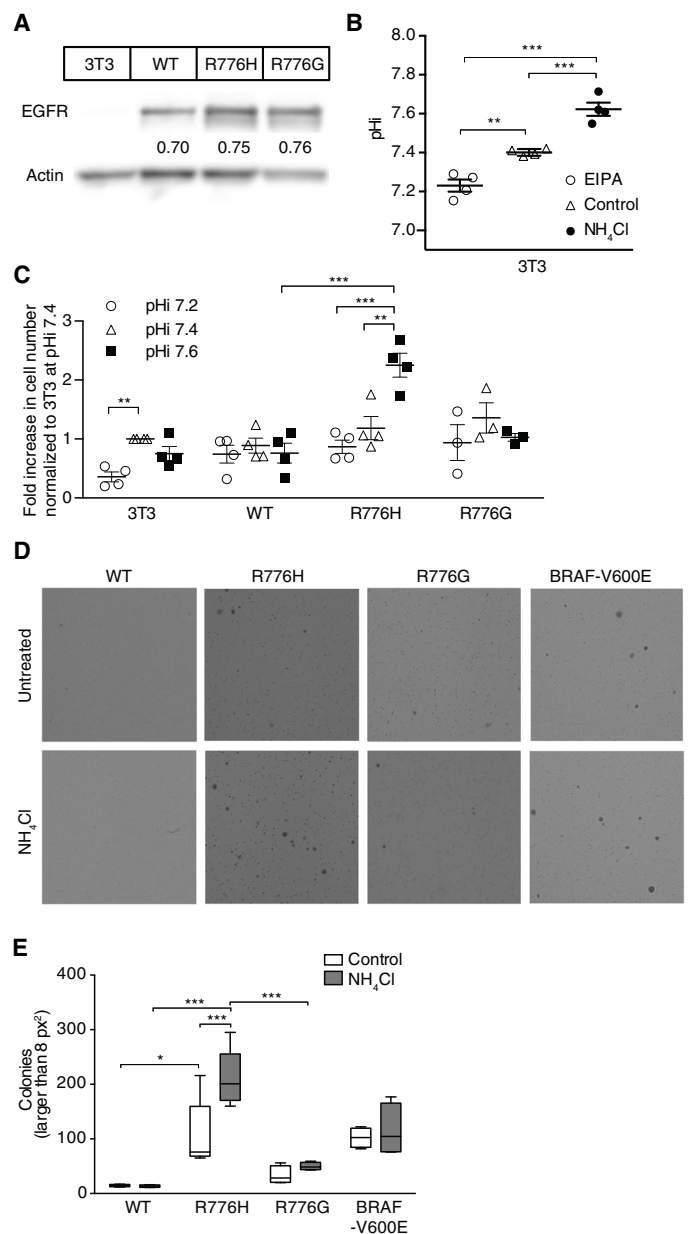 A
3T3 WT R776H R776G
EGFR
0.70 0.75 0.76
Actin
B
8.0
7.8
7.6
7.4
7.2
7.0
pHi
***
***
**
EIPA
Control
NH₄Cl
3T3
C
Fold increase in cell number
normalized to 3T3 at pHi 7.4
3
2
1
0
pHi 7.2
pHi 7.4
pHi 7.6
***
***
**
**
3T3 WT R776H R776G
D
WT R776H R776G BRAF-V600E
Untreated
NH₄Cl
E
Control
NH₄Cl
Colonies
(larger than 8 px²)
400
300
200
100
0
*** ***
***
*
WT R776H R776G BRAF
-V600E